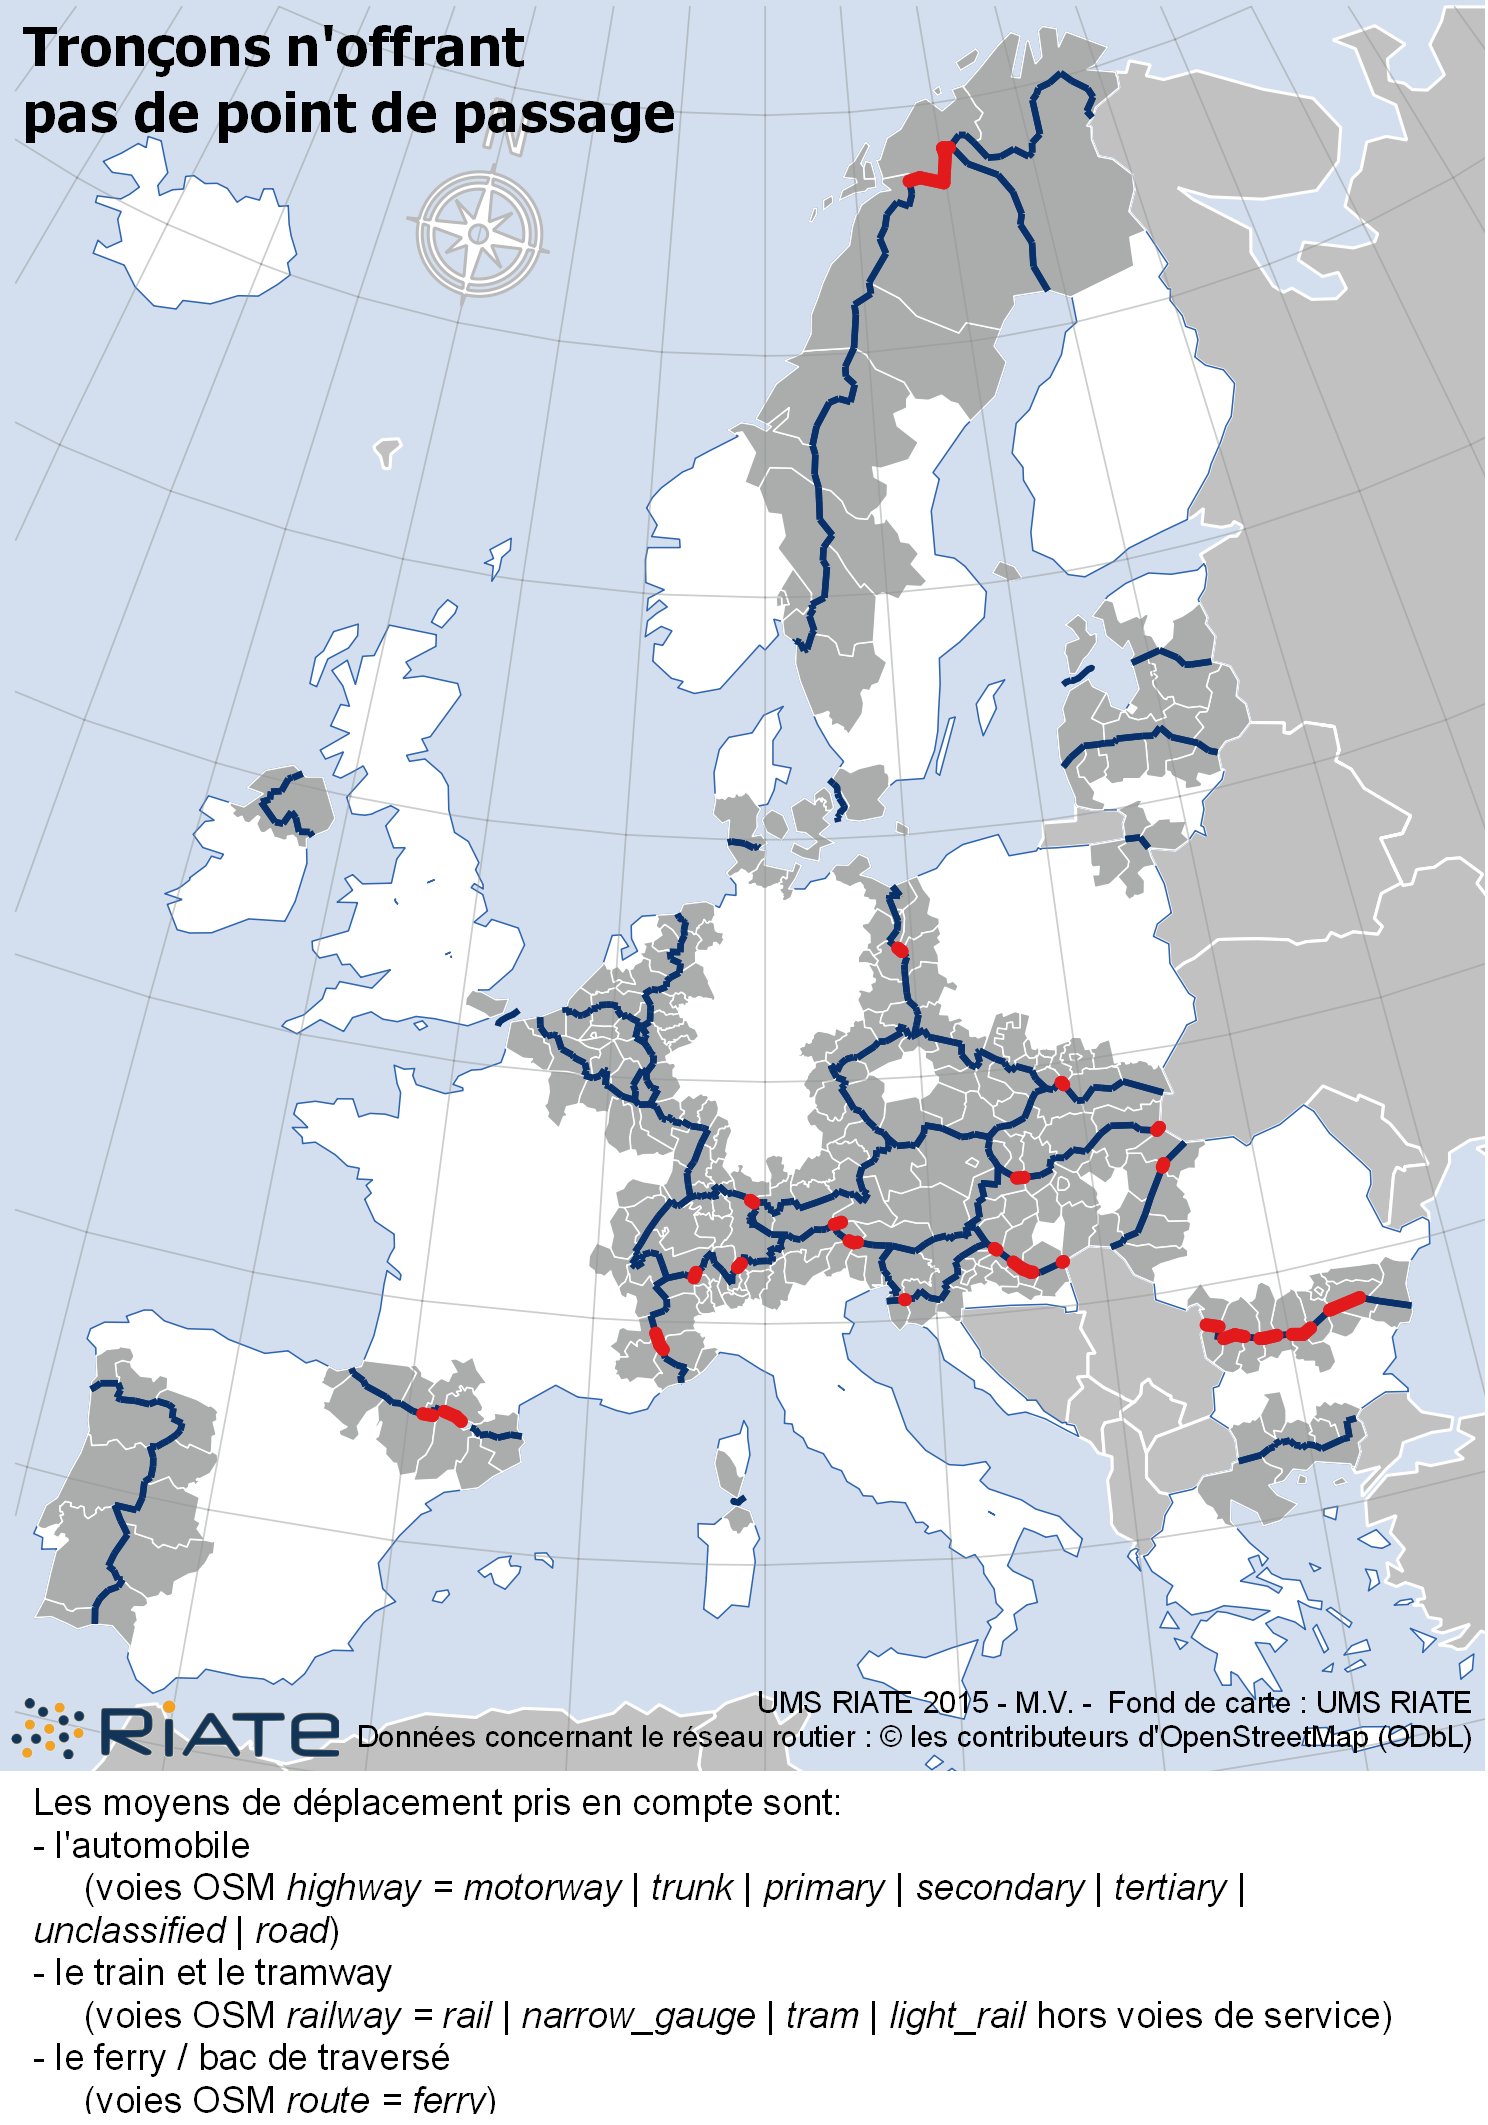 Tronçons n'offrant
pas de point de passage
N
RIATE
UMS RIATE 2015 - M.V. - Fond de carte : UMS RIATE
Données concernant le réseau routier : © les contributeurs d'OpenStreetMap (ODbL)
Les moyens de déplacement pris en compte sont:
- l'automobile
(voies OSM highway = motorway | trunk | primary | secondary | tertiary |
unclassified | road)
- le train et le tramway
(voies OSM railway = rail | narrow_gauge | tram | light_rail hors voies de service)
- le ferry / bac de traversé
(voies OSM route = ferry)